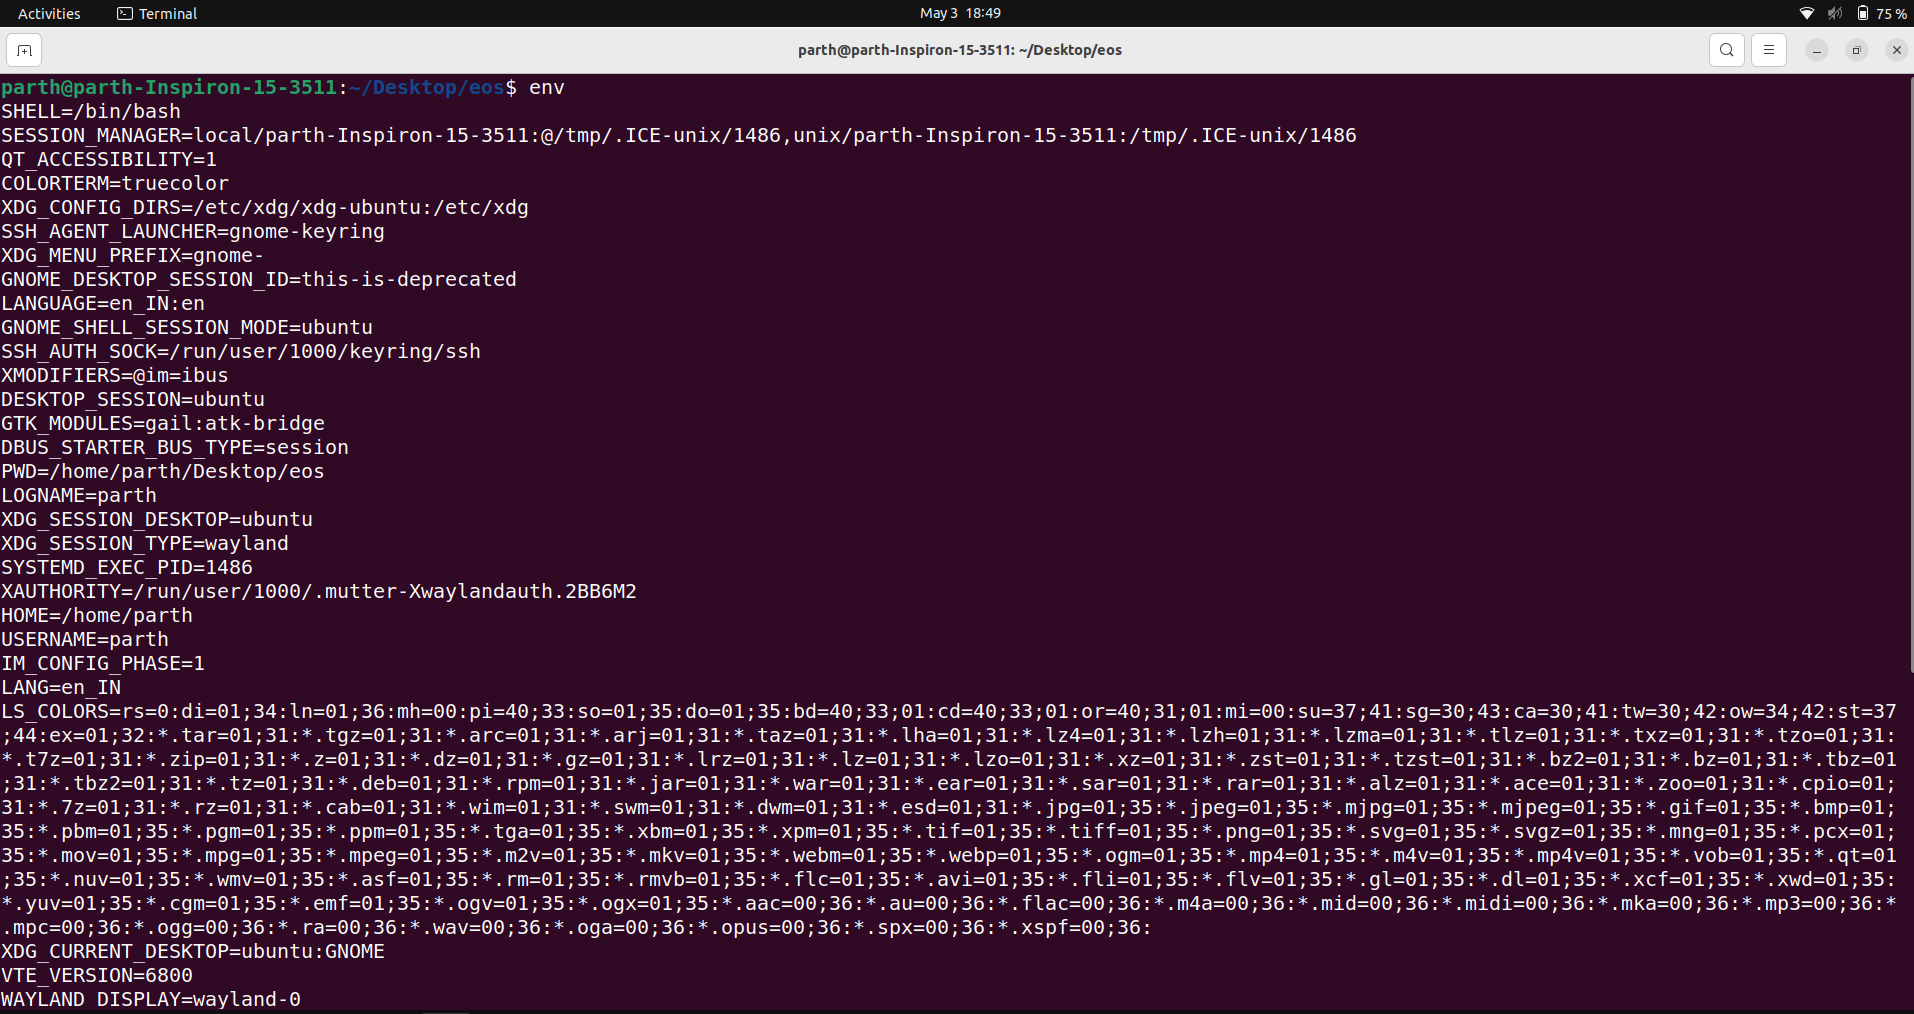 Activities Terminal May 3 18:49 75 %
parth@parth-Inspiron-15-3511: ~/Desktop/eos
parth@parth-Inspiron-15-3511:~/Desktop/eos$ env
SHELL=/bin/bash
SESSION_MANAGER=local/parth-Inspiron-15-3511:@/tmp/.ICE-unix/1486,unix/parth-Inspiron-15-3511:/tmp/.ICE-unix/1486
QT_ACCESSIBILITY=1
COLORTERM=truecolor
XDG_CONFIG_DIRS=/etc/xdg/xdg-ubuntu:/etc/xdg
SSH_AGENT_LAUNCHER=gnome-keyring
XDG_MENU_PREFIX=gnome-
GNOME_DESKTOP_SESSION_ID=this-is-deprecated
LANGUAGE=en_IN:en
GNOME_SHELL_SESSION_MODE=ubuntu
SSH_AUTH_SOCK=/run/user/1000/keyring/ssh
XMODIFIERS=@im=ibus
DESKTOP_SESSION=ubuntu
GTK_MODULES=gail:atk-bridge
DBUS_STARTER_BUS_TYPE=session
PWD=/home/parth/Desktop/eos
LOGNAME=parth
XDG_SESSION_DESKTOP=ubuntu
XDG_SESSION_TYPE=wayland
SYSTEMD_EXEC_PID=1486
XAUTHORITY=/run/user/1000/.mutter-Xwaylandauth.2BB6M2
HOME=/home/parth
USERNAME=parth
IM_CONFIG_PHASE=1
LANG=en_IN
LS_COLORS=rs=0:di=01;34:ln=01;36:mh=00:pi=40;33:so=01;35:do=01;35:bd=40;33;01:cd=40;33;01:or=40;31;01:mi=00:su=37;41:sg=30;43:ca=30;41:tw=30;42:ow=34;42:st=37
;44:ex=01;32:*.tar=01;31:*.tgz=01;31:*.arc=01;31:*.arj=01;31:*.taz=01;31:*.lha=01;31:*.lz4=01;31:*.lzh=01;31:*.lzma=01;31:*.tlz=01;31:*.txz=01;31:*.tzo=01;31:
*.t7z=01;31:*.zip=01;31:*.z=01;31:*.dz=01;31:*.gz=01;31:*.lrz=01;31:*.lz=01;31:*.lzo=01;31:*.xz=01;31:*.zst=01;31:*.tzst=01;31:*.bz2=01;31:*.bz=01;31:*.tbz=01
;31:*.tbz2=01;31:*.tz=01;31:*.deb=01;31:*.rpm=01;31:*.jar=01;31:*.war=01;31:*.ear=01;31:*.sar=01;31:*.rar=01;31:*.alz=01;31:*.ace=01;31:*.zoo=01;31:*.cpio=01;
31:*.7z=01;31:*.rz=01;31:*.cab=01;31:*.wim=01;31:*.swm=01;31:*.dwm=01;31:*.esd=01;31:*.jpg=01;35:*.jpeg=01;35:*.mjpg=01;35:*.mjpeg=01;35:*.gif=01;35:*.bmp=01;
35:*.pbm=01;35:*.pgm=01;35:*.ppm=01;35:*.tga=01;35:*.xbm=01;35:*.xpm=01;35:*.tif=01;35:*.tiff=01;35:*.png=01;35:*.svg=01;35:*.svgz=01;35:*.mng=01;35:*.pcx=01;
35:*.mov=01;35:*.mpg=01;35:*.mpeg=01;35:*.m2v=01;35:*.mkv=01;35:*.webm=01;35:*.webp=01;35:*.ogm=01;35:*.mp4=01;35:*.m4v=01;35:*.mp4v=01;35:*.vob=01;35:*.qt=01
;35:*.nuv=01;35:*.wmv=01;35:*.asf=01;35:*.rm=01;35:*.rmvb=01;35:*.flc=01;35:*.avi=01;35:*.fli=01;35:*.flv=01;35:*.gl=01;35:*.dl=01;35:*.xcf=01;35:*.xwd=01;35:
*.yuv=01;35:*.cgm=01;35:*.emf=01;35:*.ogv=01;35:*.ogx=01;35:*.aac=00;36:*.au=00;36:*.flac=00;36:*.m4a=00;36:*.mid=00;36:*.midi=00;36:*.mka=00;36:*.mp3=00;36:*
.mpc=00;36:*.ogg=00;36:*.ra=00;36:*.wav=00;36:*.oga=00;36:*.opus=00;36:*.spx=00;36:*.xspf=00;36:
XDG_CURRENT_DESKTOP=ubuntu:GNOME
VTE_VERSION=6800
WAYLAND_DISPLAY=wayland-0